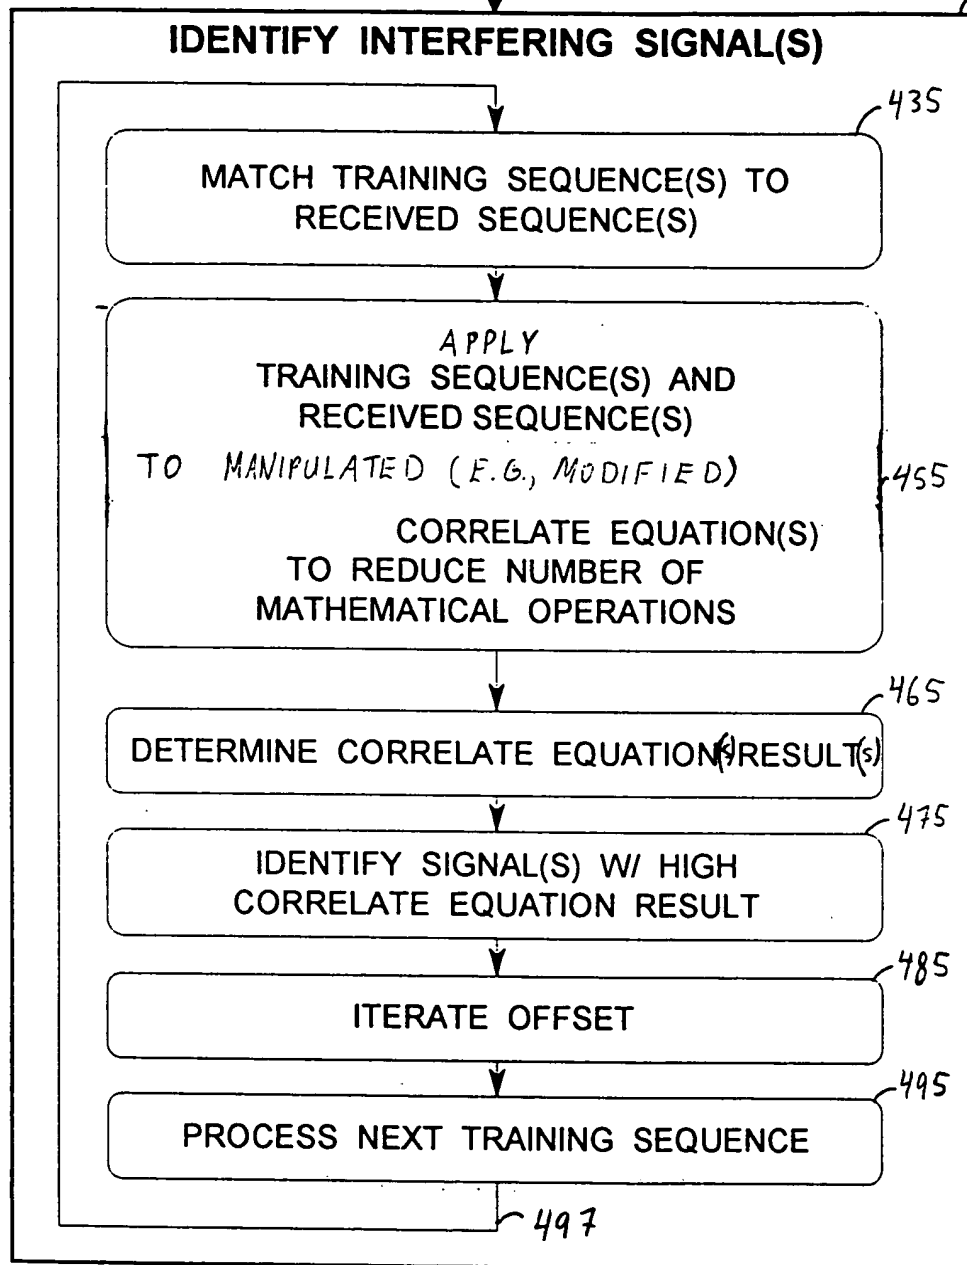 IDENTIFY INTERFERING SIGNAL(S)
435
MATCH TRAINING SEQUENCE(S) TO
RECEIVED SEQUENCE(S)
APPLY
TRAINING SEQUENCE(S) AND
RECEIVED SEQUENCE(S)
TO MANIPULATED (E.G., MODIFIED)
455
CORRELATE EQUATION(S)
TO REDUCE NUMBER OF
MATHEMATICAL OPERATIONS
465
DETERMINE CORRELATE EQUATION(S) RESULT(S)
475
IDENTIFY SIGNAL(S) W/ HIGH
CORRELATE EQUATION RESULT
485
ITERATE OFFSET
495
PROCESS NEXT TRAINING SEQUENCE
497